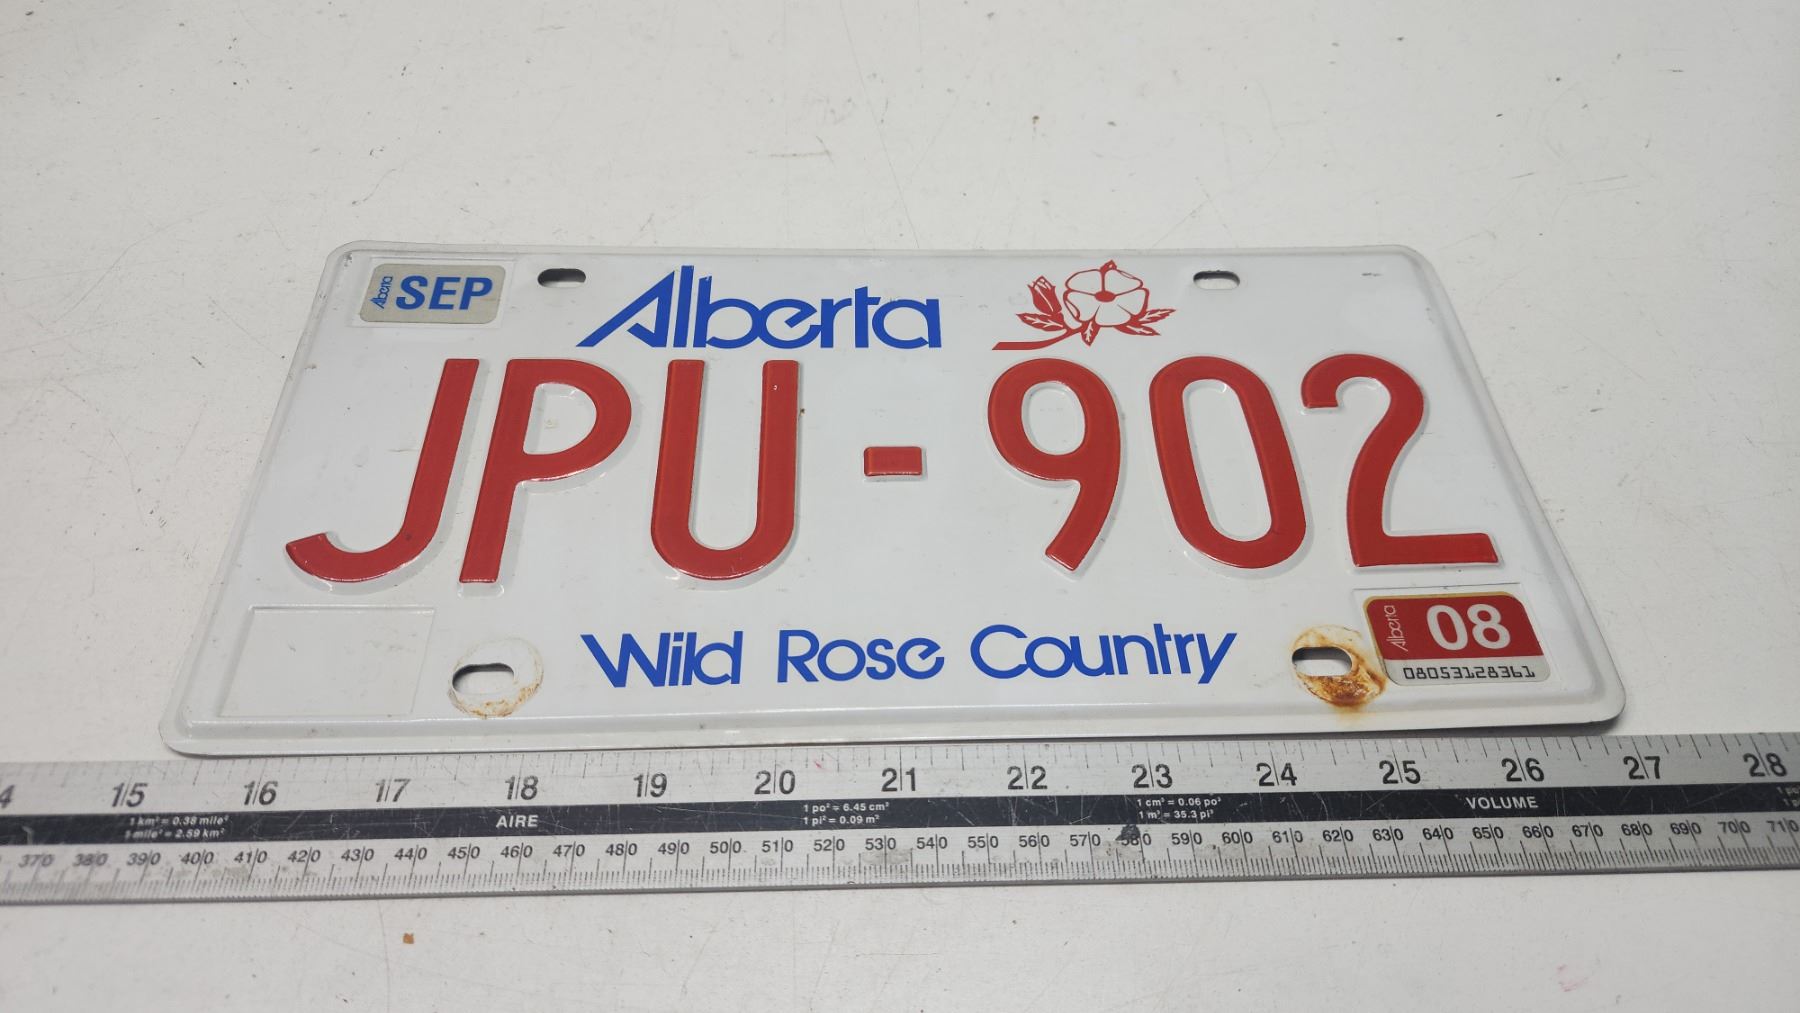 Alberta SEP
Alberta
JPU-902
Wild Rose Country
Alberta 08
08053128361
4 15 16 17 18 19 20 21 22 23 24 25 26 27 28
1 km² = 0.38 mile²
1 mile² = 2.59 km²
AIRE
1 po² = 6.45 cm²
1 pi² = 0.09 m²
1 cm³ = 0.06 po³
1 m³ = 35.3 pi³
VOLUME
370 380 390 400 410 420 430 440 450 460 470 480 490 500 510 520 530 540 550 560 570 580 590 600 610 620 630 640 650 660 670 680 690 700 710